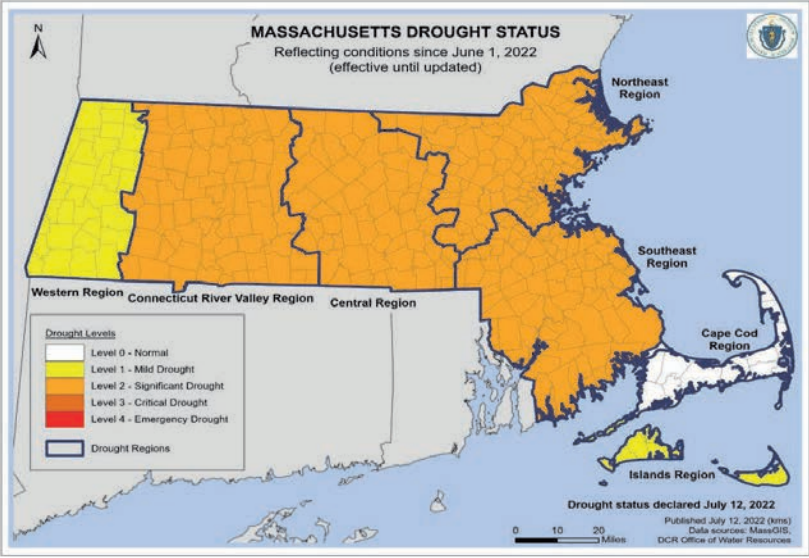 MASSACHUSETTS DROUGHT STATUS
Reflecting conditions since June 1, 2022
(effective until updated)
N
Northeast
Region
Southeast
Region
Cape Cod
Region
Western Region
Connecticut River Valley Region
Central Region
Islands Region
Drought Levels
Level 0 - Normal
Level 1 - Mild Drought
Level 2 - Significant Drought
Level 3 - Critical Drought
Level 4 - Emergency Drought
Drought Regions
Drought status declared July 12, 2022
Published July 12, 2022 (kms)
Data sources: MassGIS,
DCR Office of Water Resources
0 10 20
Miles